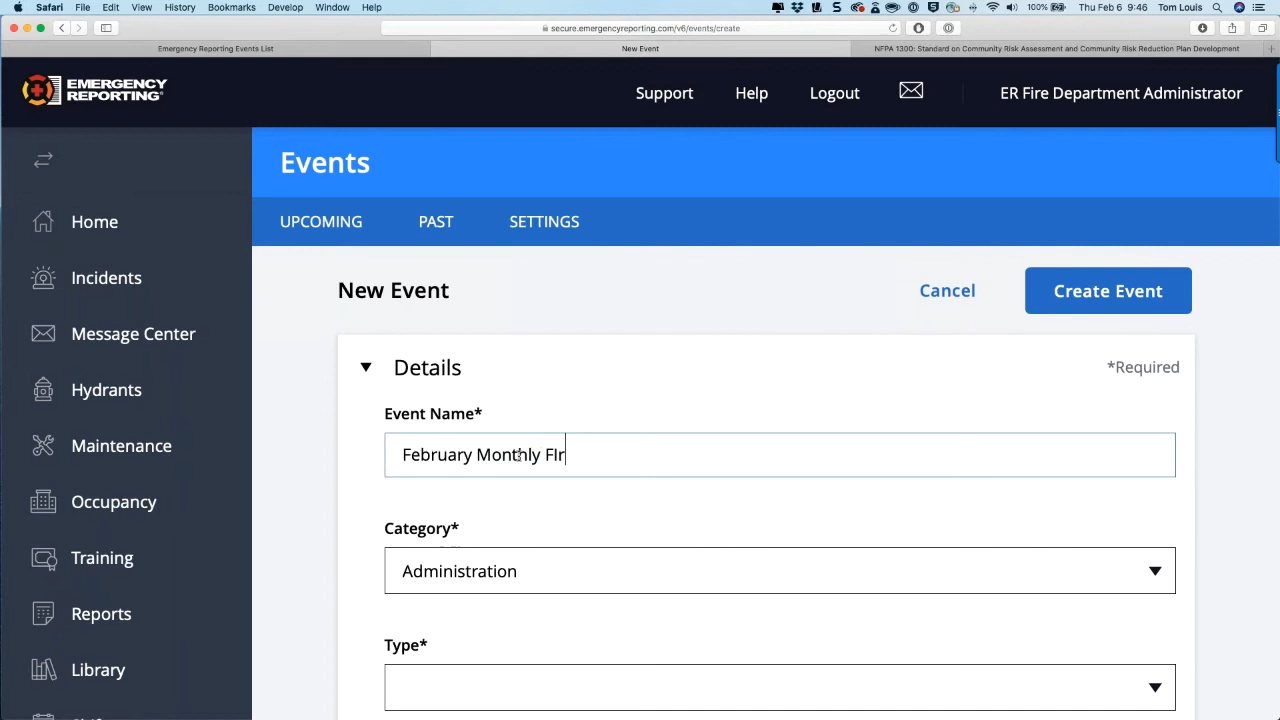 Safari File Edit View History Bookmarks Develop Window Help 100% Thu Feb 6 9:46 Tom Louis
secure.emergencyreporting.com/v6/events/create
Emergency Reporting Events List New Event NFPA 1300: Standard on Community Risk Assessment and Community Risk Reduction Plan Development
EMERGENCY
REPORTING
Support Help Logout ER Fire Department Administrator
Events
UPCOMING PAST SETTINGS
Home
Incidents
Message Center
Hydrants
Maintenance
Occupancy
Training
Reports
Library
New Event Cancel Create Event
Details *Required
Event Name*
February Monthly FIr
Category*
Administration
Type*